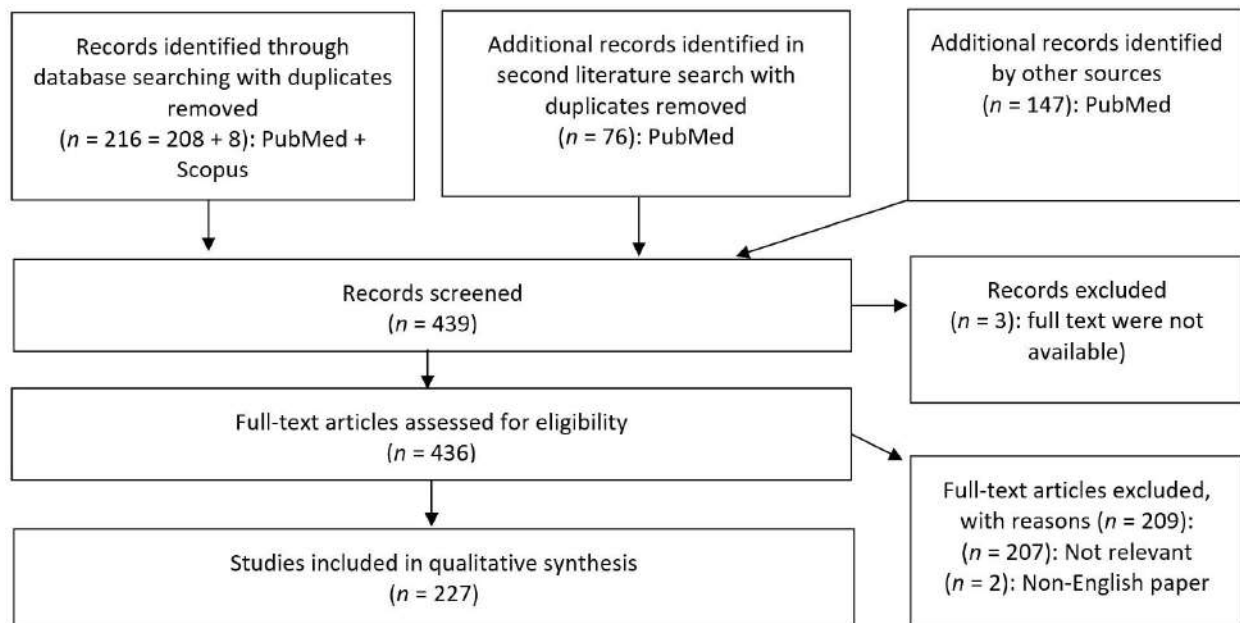 Records identified through
database searching with duplicates
removed
(n = 216 = 208 + 8): PubMed +
Scopus
Additional records identified in
second literature search with
duplicates removed
(n = 76): PubMed
Additional records identified
by other sources
(n = 147): PubMed
Records screened
(n = 439)
Records excluded
(n = 3): full text were not
available)
Full-text articles assessed for eligibility
(n = 436)
Full-text articles excluded,
with reasons (n = 209):
(n = 207): Not relevant
(n = 2): Non-English paper
Studies included in qualitative synthesis
(n = 227)